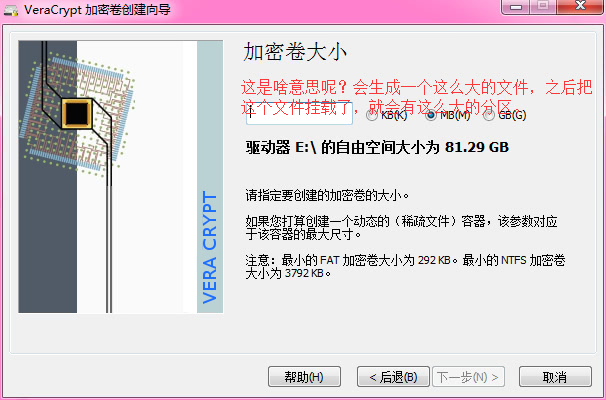 VeraCrypt 加密卷创建向导
加密卷大小
这是啥意思呢？会生成一个这么大的文件，之后把
这个文件挂载了，就会有这么大的分区。
KB(K) MB(M) GB(G)
驱动器 E:\ 的自由空间大小为 81.29 GB
请指定要创建的加密卷的大小。
如果您打算创建一个动态的（稀疏文件）容器，该参数对应
于该容器的最大尺寸。
注意：最小的 FAT 加密卷大小为 292 KB。最小的 NTFS 加密卷
大小为 3792 KB。
VERA CRYPT
帮助(H) < 后退(B) 下一步(N) > 取消